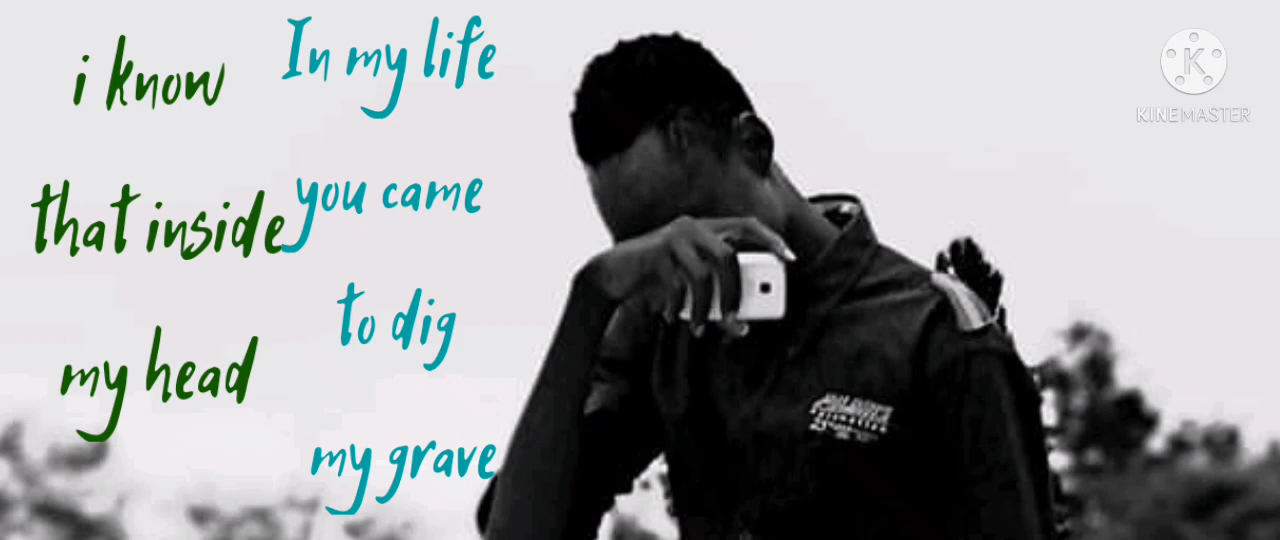 i know
that inside
my head
In my life
you came
to dig
my grave
K
KINEMASTER